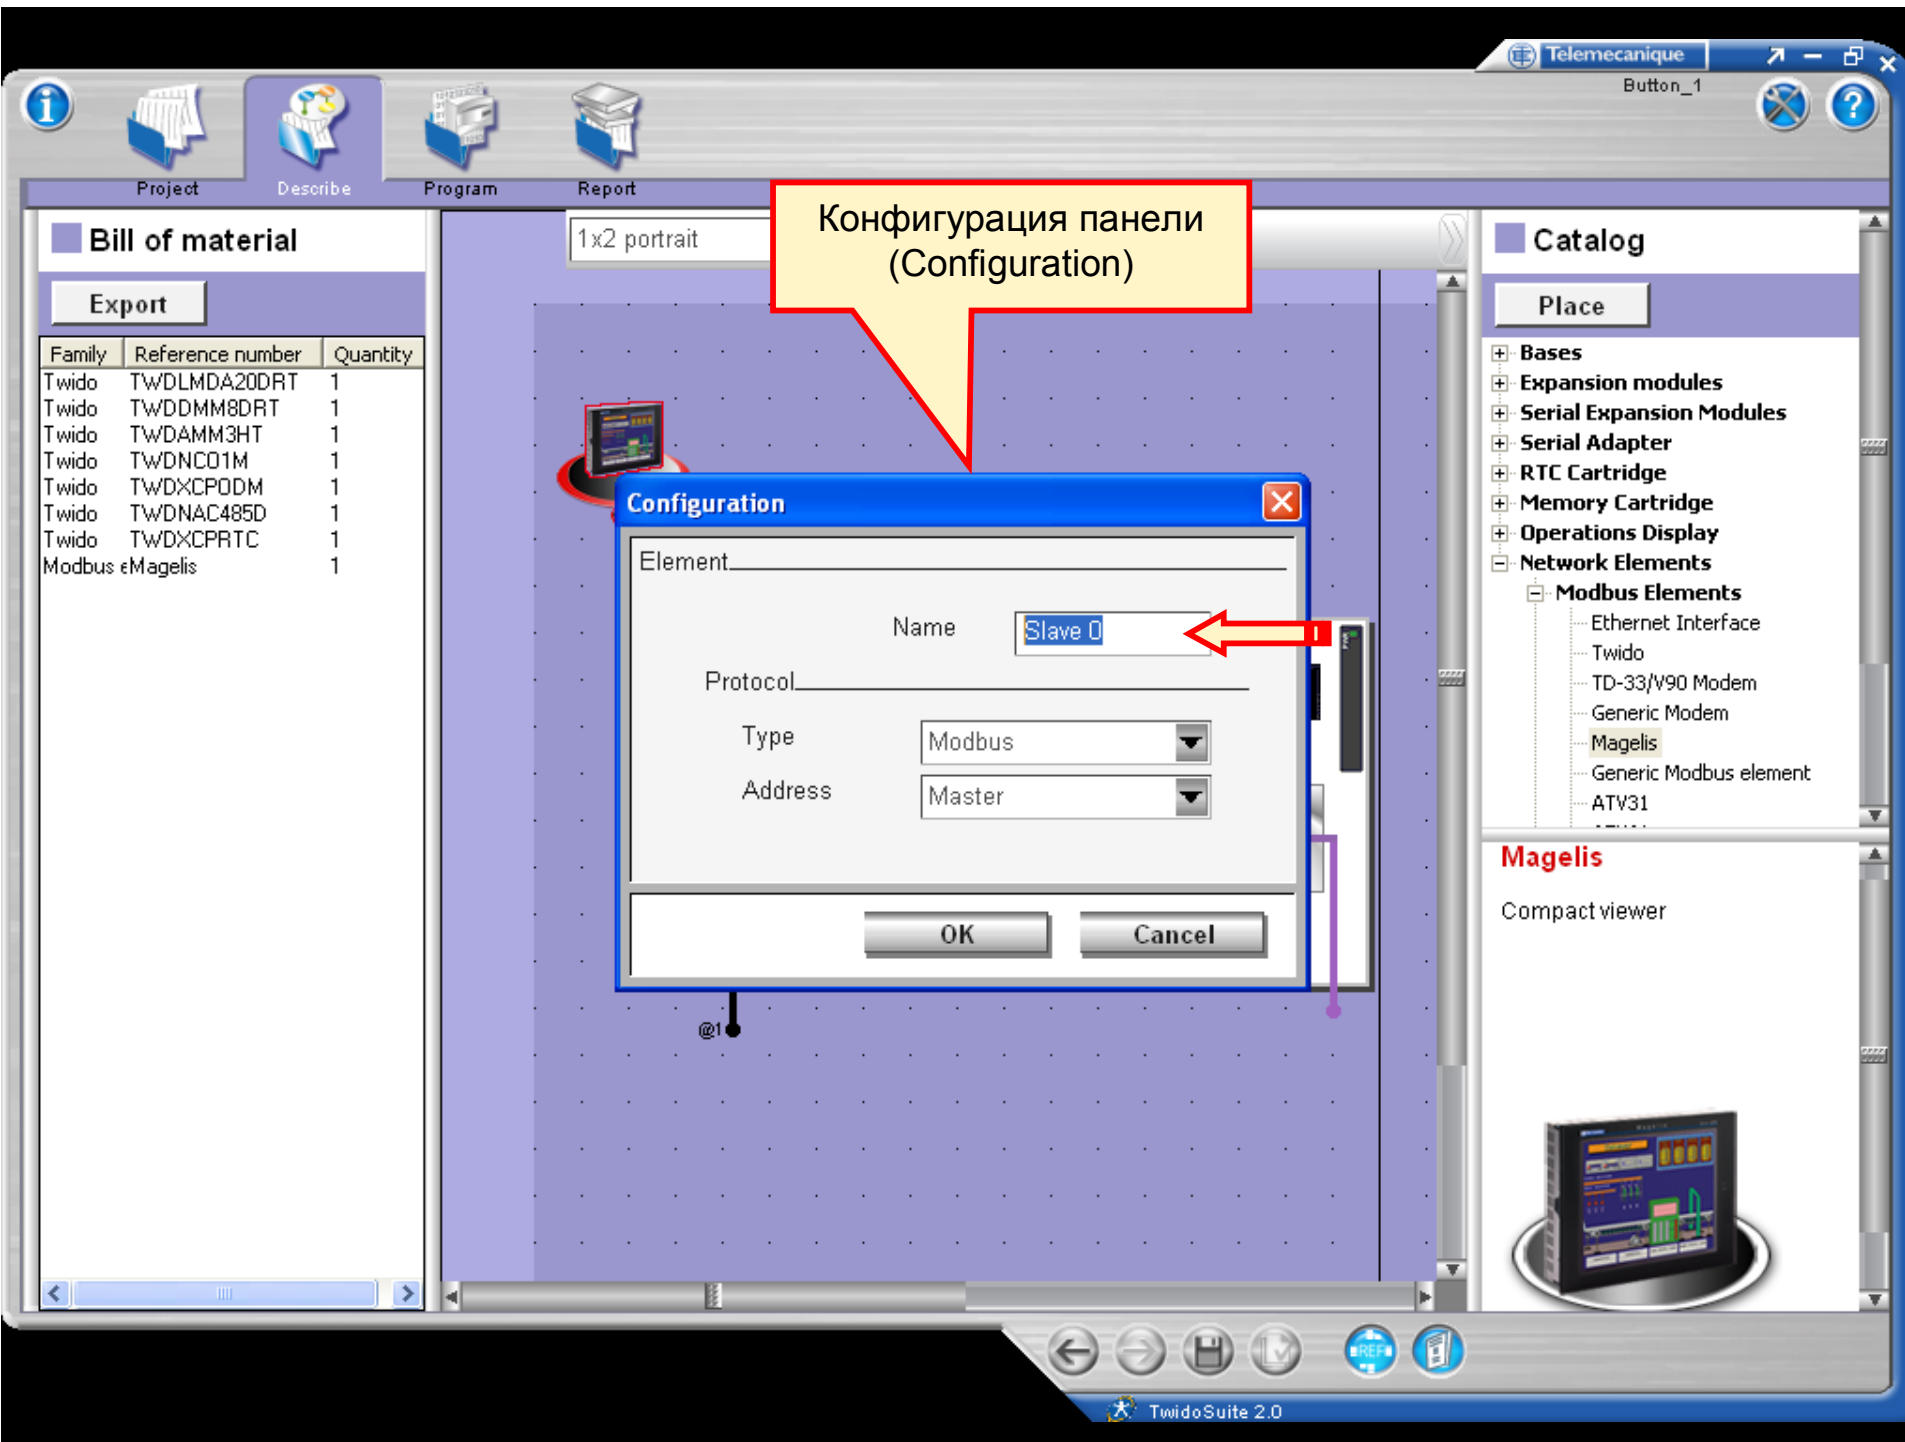 Telemecanique
Button_1
Project
Describe
Program
Report
Bill of material
Export
Family Reference number Quantity
Twido TWDLMDA20DRT 1
Twido TWDDMM8DRT 1
Twido TWDAMM3HT 1
Twido TWDNCO1M 1
Twido TWDXCPODM 1
Twido TWDNAC485D 1
Twido TWDXCPRTC 1
Modbus e Magelis 1
1x2 portrait
Конфигурация панели
(Configuration)
Configuration
Element
Name Slave 0
Protocol
Type Modbus
Address Master
OK Cancel
@1
Catalog
Place
Bases
Expansion modules
Serial Expansion Modules
Serial Adapter
RTC Cartridge
Memory Cartridge
Operations Display
Network Elements
Modbus Elements
Ethernet Interface
Twido
TD-33/V90 Modem
Generic Modem
Magelis
Generic Modbus element
ATV31
Magelis
Compact viewer
REF
TwidoSuite 2.0